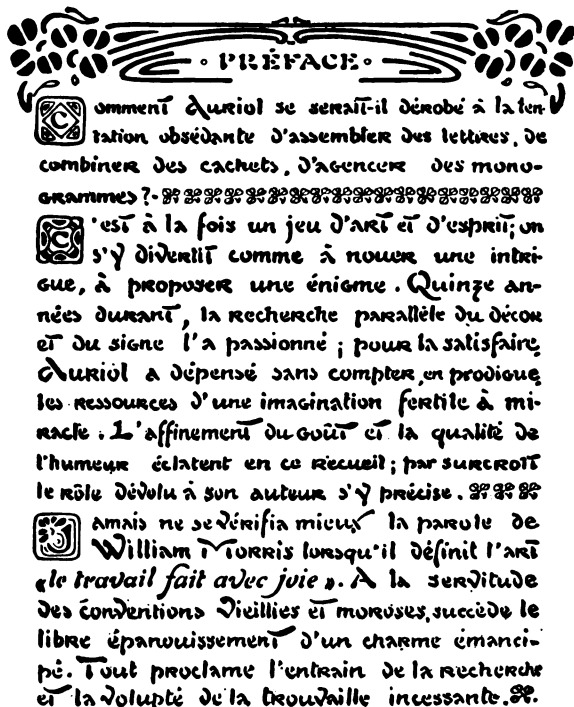 PRÉFACE
Comment Auriol se serait-il dérobé à la ten-
tation obsédante d'assembler des lettres, de
combiner des cachets, d'agencer des mono-
grammes?
C'est à la fois un jeu d'art et d'esprit; on
s'y divertit comme à nouer une intri-
gue, à proposer une énigme. Quinze an-
nées durant, la recherche parallèle du décor
et du signe l'a passionné; pour la satisfaire,
Auriol a dépensé sans compter, en prodigue,
les ressources d'une imagination fertile à mi-
racle. L'affinement du goût et la qualité de
l'humeur éclatent en ce recueil; par surcroît
le rôle dévolu à son auteur s'y précise.
Jamais ne se vérifia mieux la parole de
William Morris lorsqu'il définit l'art
«le travail fait avec joie». A la servitude
des conventions vieillies et moroses, succède le
libre épanouissement d'un charme émanci-
pé. Tout proclame l'entrain de la recherche
et la volupté de la trouvaille incessante.